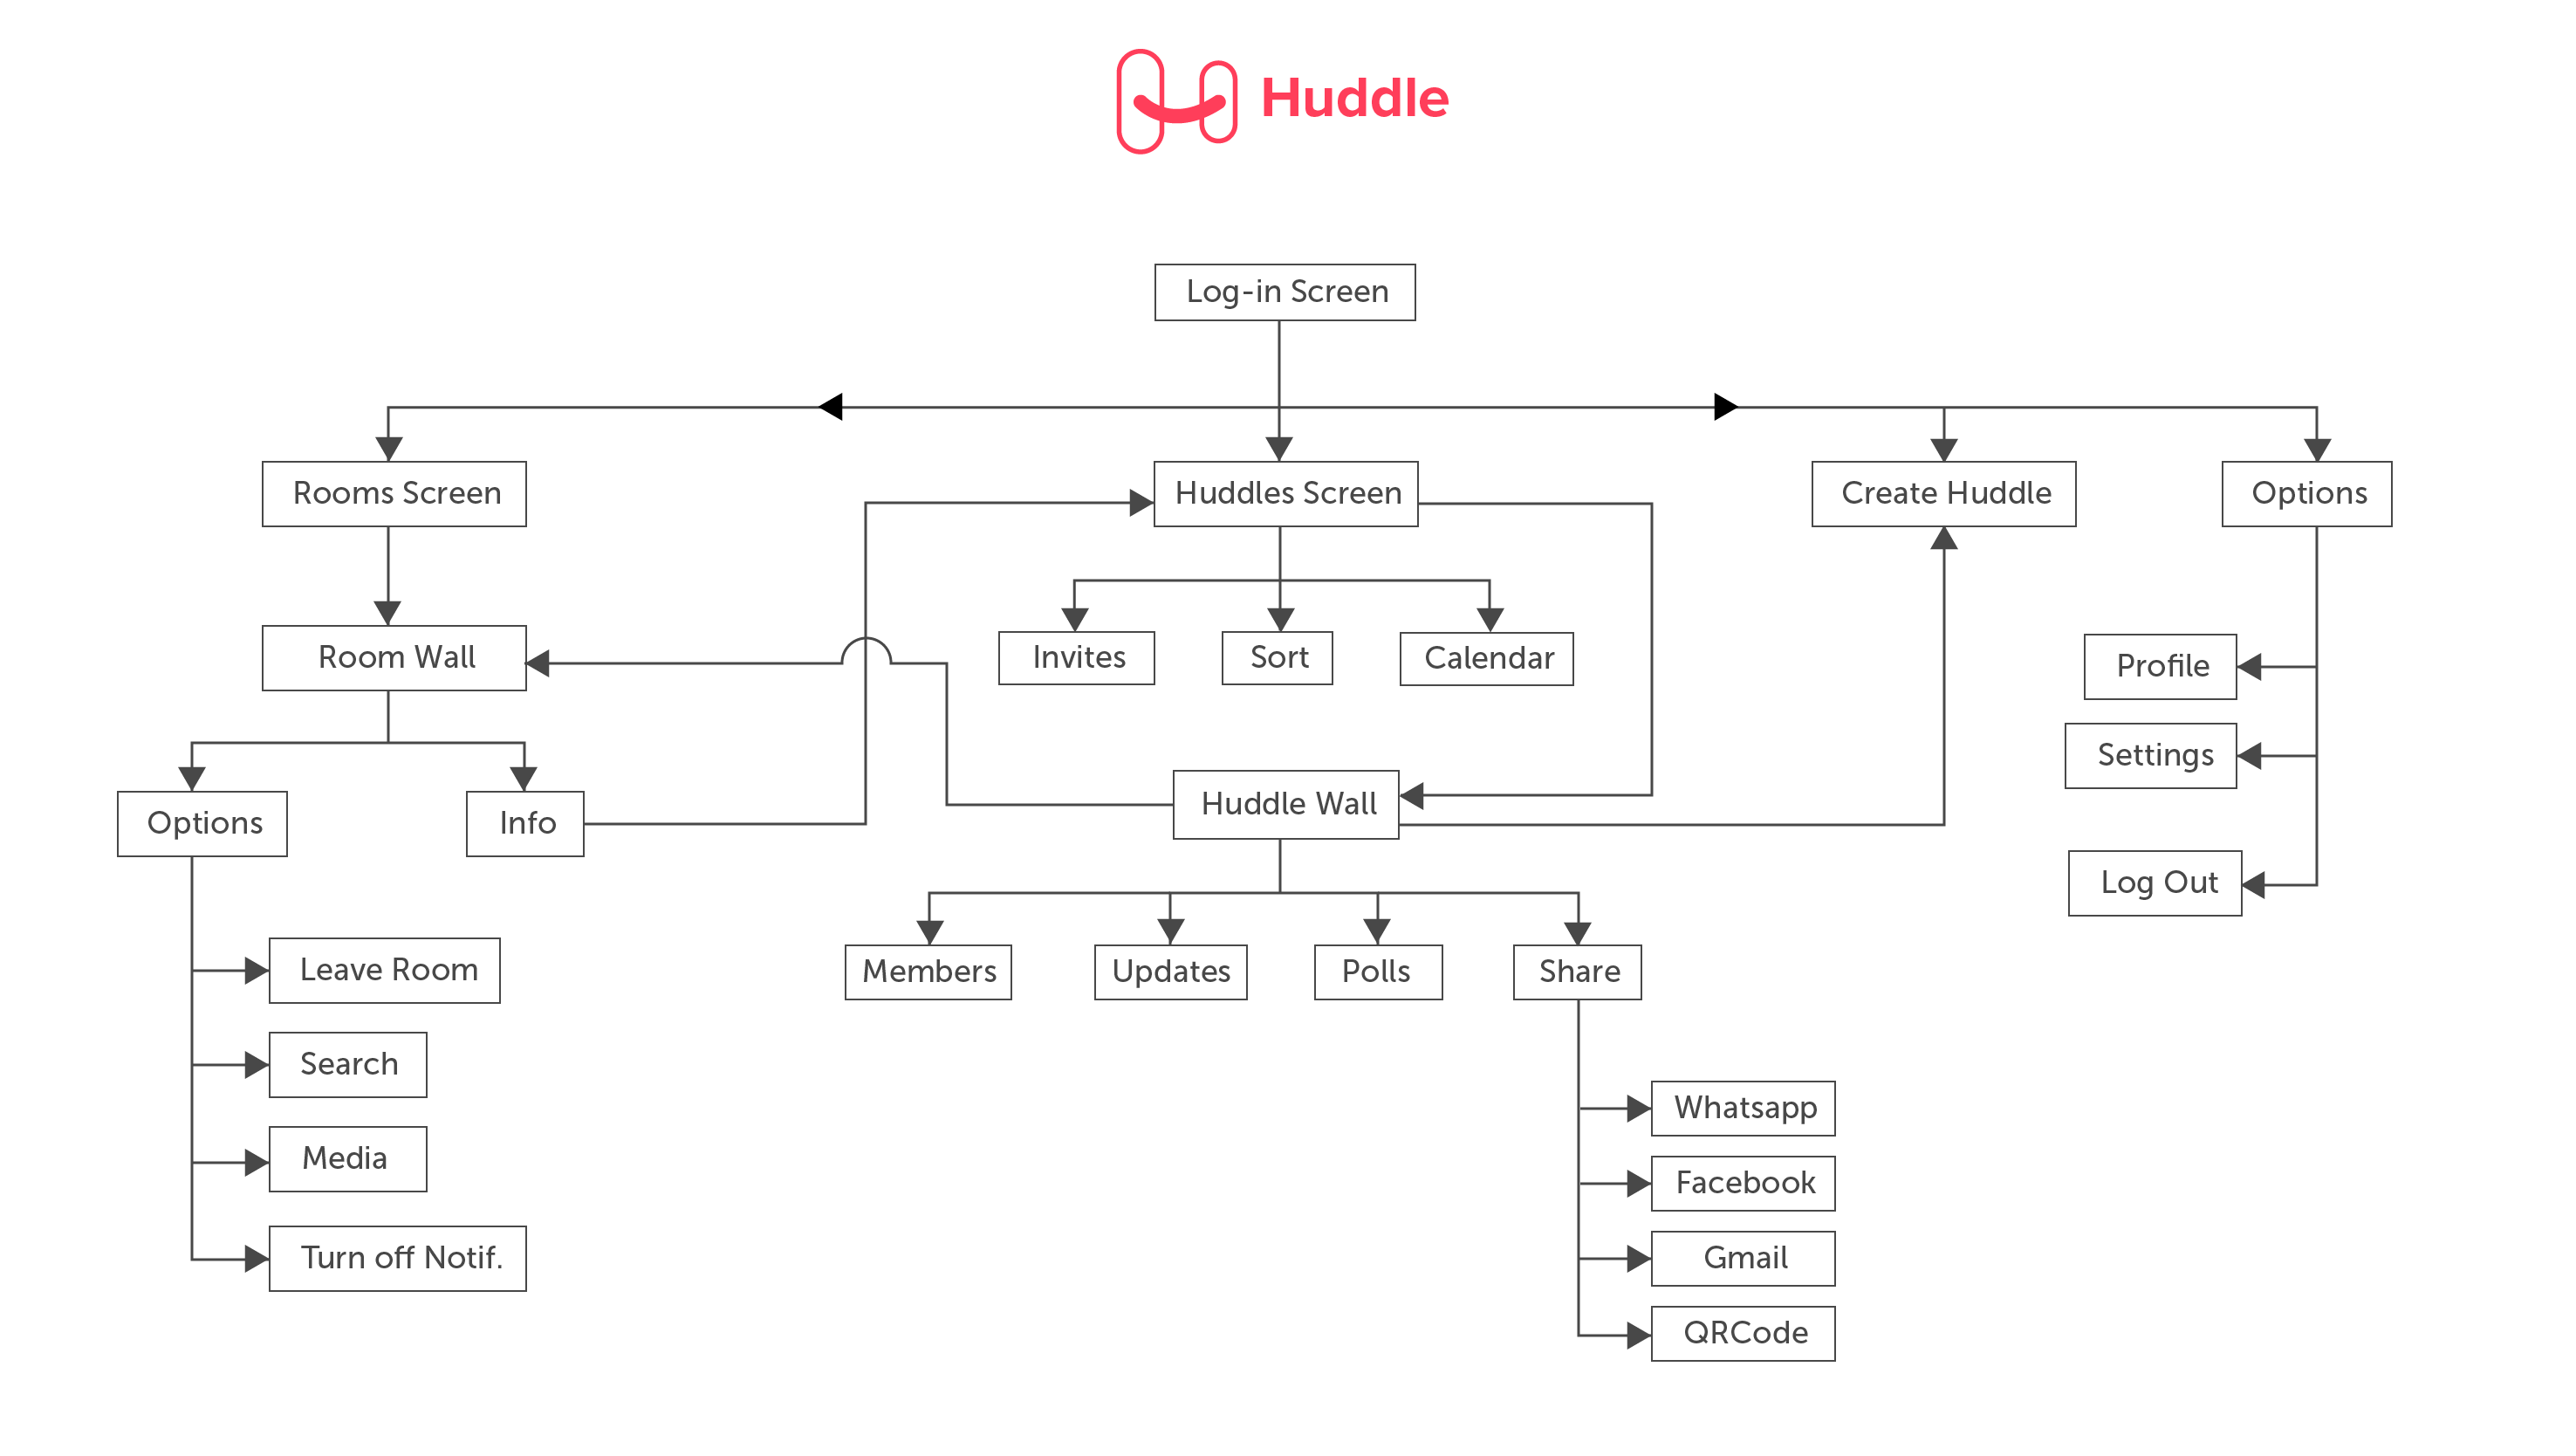 Huddle
Log-in Screen
Rooms Screen
Huddles Screen
Create Huddle
Options
Room Wall
Invites
Sort
Calendar
Profile
Settings
Options
Info
Huddle Wall
Log Out
Leave Room
Members
Updates
Polls
Share
Search
Whatsapp
Media
Facebook
Turn off Notif.
Gmail
QRCode